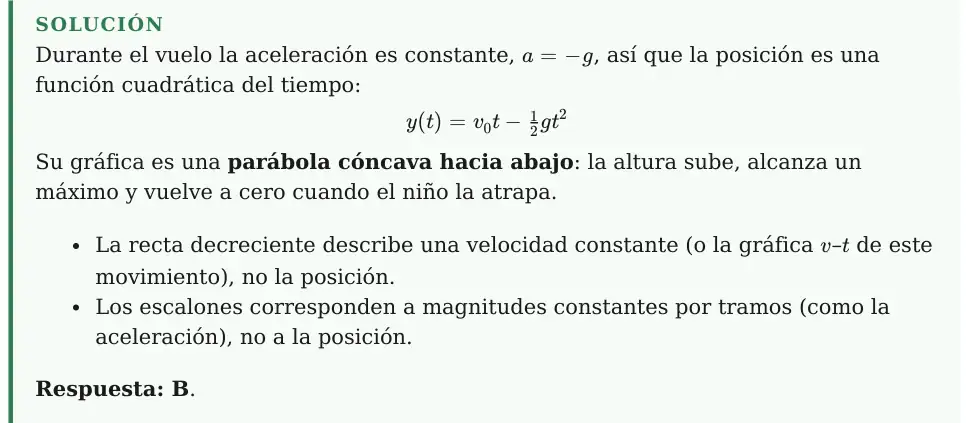 SOLUCIÓN
Durante el vuelo la aceleración es constante, a = −g, así que la posición es una
función cuadrática del tiempo:
y(t) = v₀t − ½gt²
Su gráfica es una parábola cóncava hacia abajo: la altura sube, alcanza un
máximo y vuelve a cero cuando el niño la atrapa.
• La recta decreciente describe una velocidad constante (o la gráfica v–t de este
movimiento), no la posición.
• Los escalones corresponden a magnitudes constantes por tramos (como la
aceleración), no a la posición.
Respuesta: B.